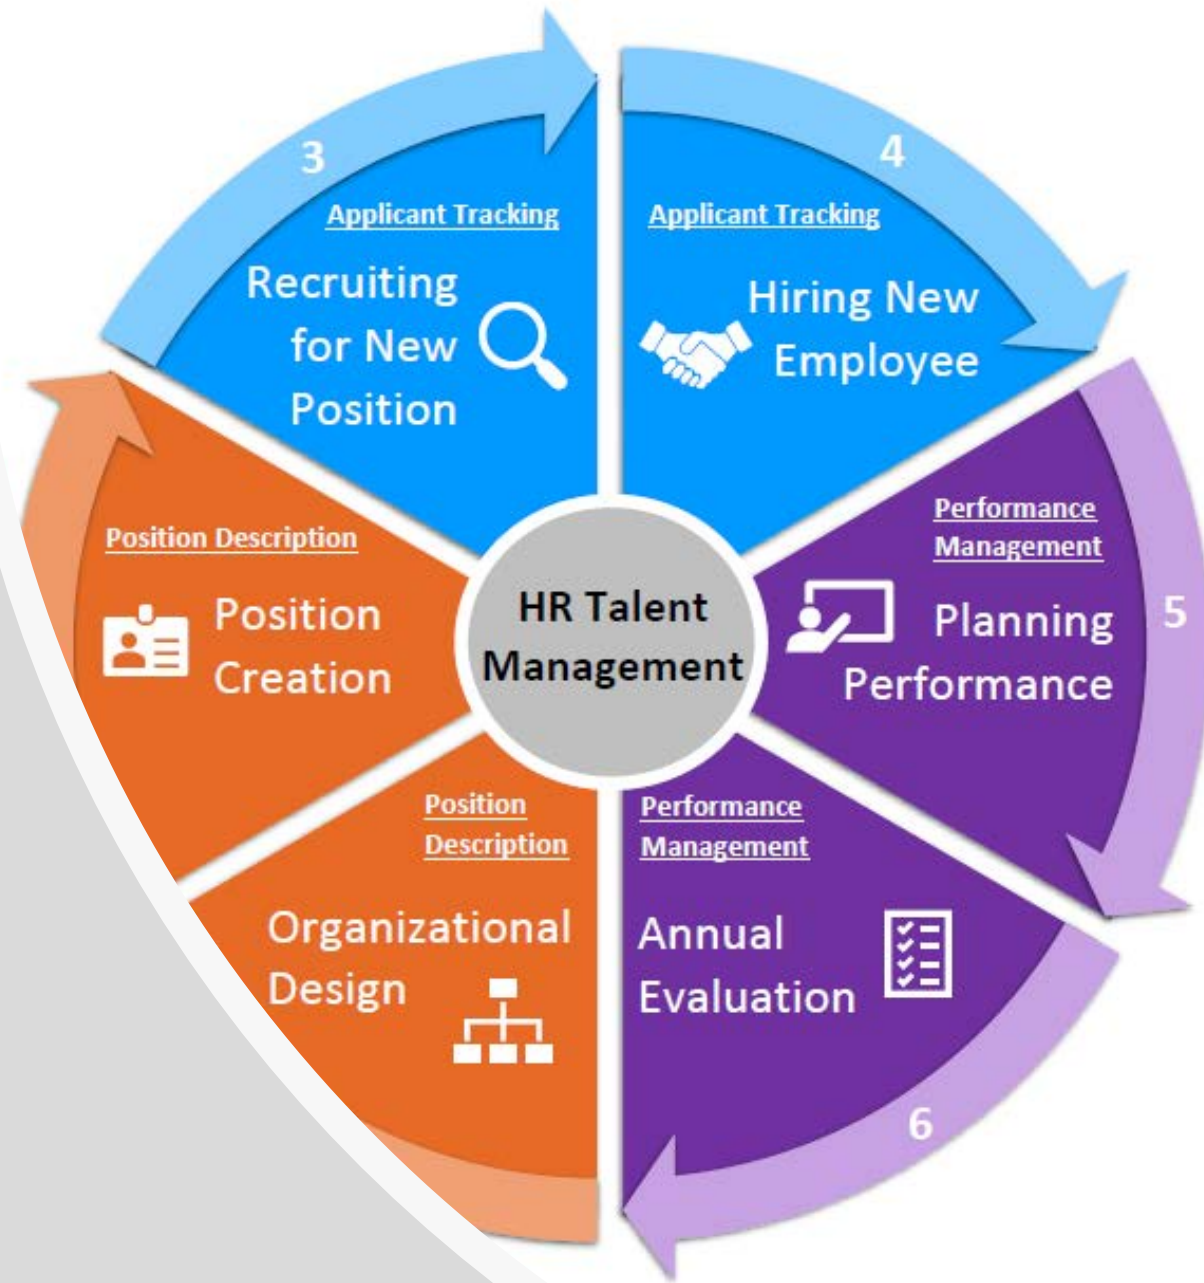 3
Applicant Tracking
Recruiting
for New
Position
4
Applicant Tracking
Hiring New
Employee
Position Description
Position
Creation
HR Talent
Management
Performance
Management
Planning
Performance
5
Position
Description
Organizational
Design
Performance
Management
Annual
Evaluation
6